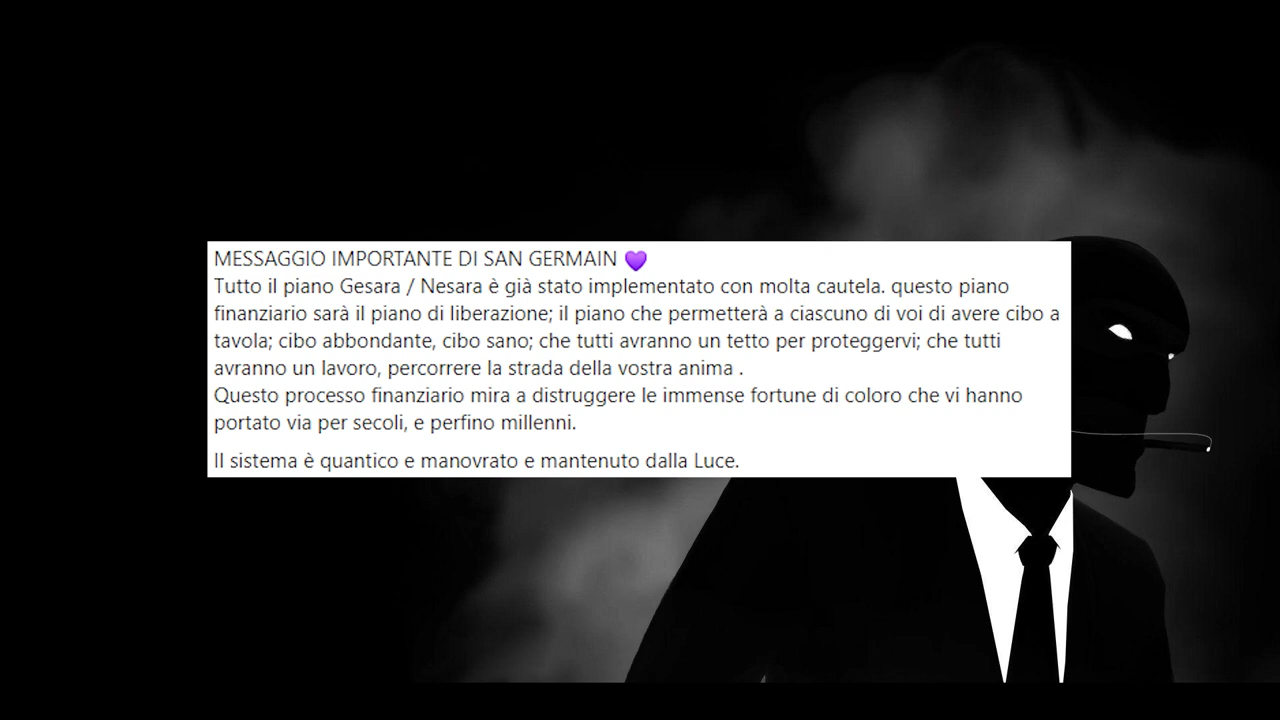 MESSAGGIO IMPORTANTE DI SAN GERMAIN 💜
Tutto il piano Gesara / Nesara è già stato implementato con molta cautela. questo piano
finanziario sarà il piano di liberazione; il piano che permetterà a ciascuno di voi di avere cibo a
tavola; cibo abbondante, cibo sano; che tutti avranno un tetto per proteggervi; che tutti
avranno un lavoro, percorrere la strada della vostra anima .
Questo processo finanziario mira a distruggere le immense fortune di coloro che vi hanno
portato via per secoli, e perfino millenni.
Il sistema è quantico e manovrato e mantenuto dalla Luce.